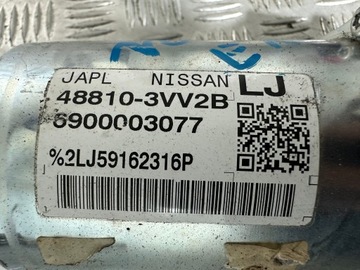 JAPL NISSAN LJ
48810-3VV2B
6900003077
%2LJ59162316P